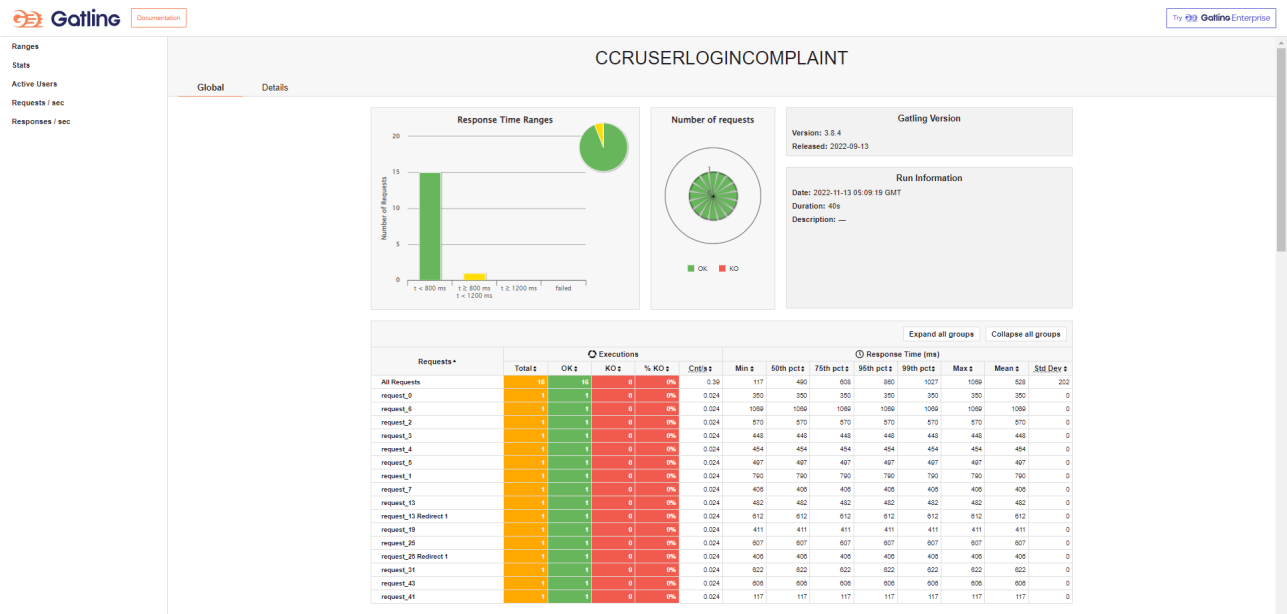 Gatling Documentation Try Gatling Enterprise
Ranges
Stats
Active Users
Requests / sec
Responses / sec
CCRUSERLOGINCOMPLAINT
Global Details
Response Time Ranges
20
15
10
5
0
Number of Requests
t < 800 ms
t ≥ 800 ms
t < 1200 ms
t ≥ 1200 ms
failed
Number of requests
1
OK KO
Gatling Version
Version: 3.8.4
Released: 2022-09-13
Run Information
Date: 2022-11-13 05:09:19 GMT
Duration: 40s
Description: —
Expand all groups Collapse all groups
Requests Executions Response Time (ms)
Total OK KO % KO Cnt/s Min 50th pct 75th pct 95th pct 99th pct Max Mean Std Dev
All Requests 16 16 0 0% 0.39 117 490 608 860 1027 1069 528 202
request_0 1 1 0 0% 0.024 350 350 350 350 350 350 350 0
request_6 1 1 0 0% 0.024 1069 1069 1069 1069 1069 1069 1069 0
request_2 1 1 0 0% 0.024 570 570 570 570 570 570 570 0
request_3 1 1 0 0% 0.024 448 448 448 448 448 448 448 0
request_4 1 1 0 0% 0.024 454 454 454 454 454 454 454 0
request_5 1 1 0 0% 0.024 497 497 497 497 497 497 497 0
request_1 1 1 0 0% 0.024 790 790 790 790 790 790 790 0
request_7 1 1 0 0% 0.024 406 406 406 406 406 406 406 0
request_13 1 1 0 0% 0.024 482 482 482 482 482 482 482 0
request_13 Redirect 1 1 1 0 0% 0.024 612 612 612 612 612 612 612 0
request_19 1 1 0 0% 0.024 411 411 411 411 411 411 411 0
request_25 1 1 0 0% 0.024 607 607 607 607 607 607 607 0
request_25 Redirect 1 1 1 0 0% 0.024 406 406 406 406 406 406 406 0
request_31 1 1 0 0% 0.024 622 622 622 622 622 622 622 0
request_43 1 1 0 0% 0.024 606 606 606 606 606 606 606 0
request_41 1 1 0 0% 0.024 117 117 117 117 117 117 117 0